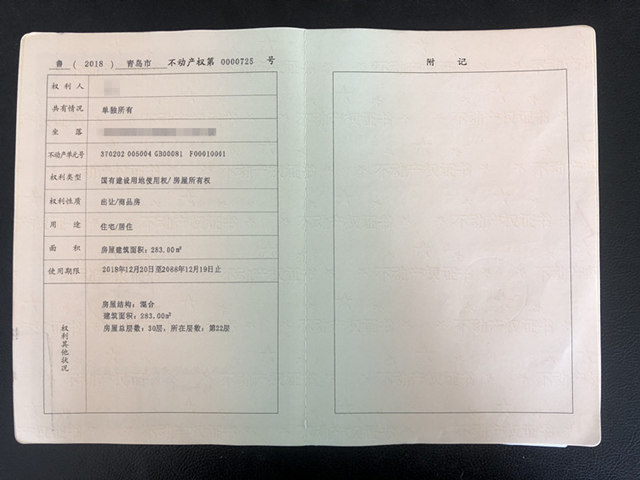 鲁 ( 2018 ) 青岛市 不动产权第 0000725 号
权利人
共有情况 单独所有
坐落
不动产单元号 370202 005004 GB00081 F00010061
权利类型 国有建设用地使用权/房屋所有权
权利性质 出让/商品房
用途 住宅/居住
面积 房屋建筑面积：283.00㎡
使用期限 2018年12月20日至2088年12月19日止
权利其他状况
房屋结构：混合
建筑面积：283.00㎡
房屋总层数：30层，所在层数：第22层
附记